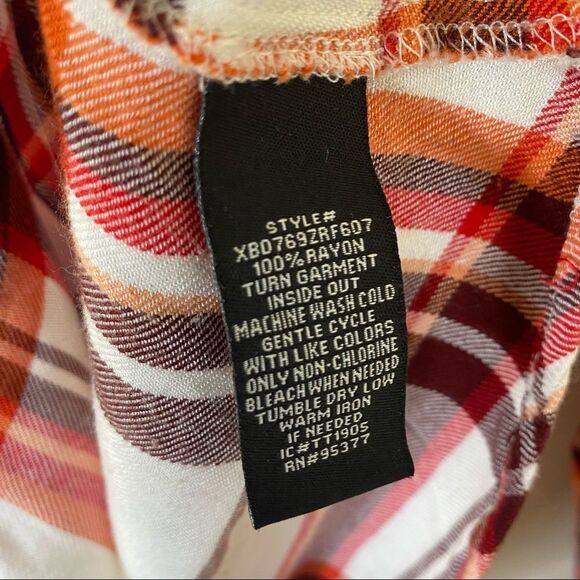 STYLE#
XB0769ZRF607
100%RAYON
TURN GARMENT
INSIDE OUT
MACHINE WASH COLD
GENTLE CYCLE
WITH LIKE COLORS
ONLY NON-CHLORINE
BLEACH WHEN NEEDED
TUMBLE DRY LOW
WARM IRON
IF NEEDED
IC#TT1905
RN#95377